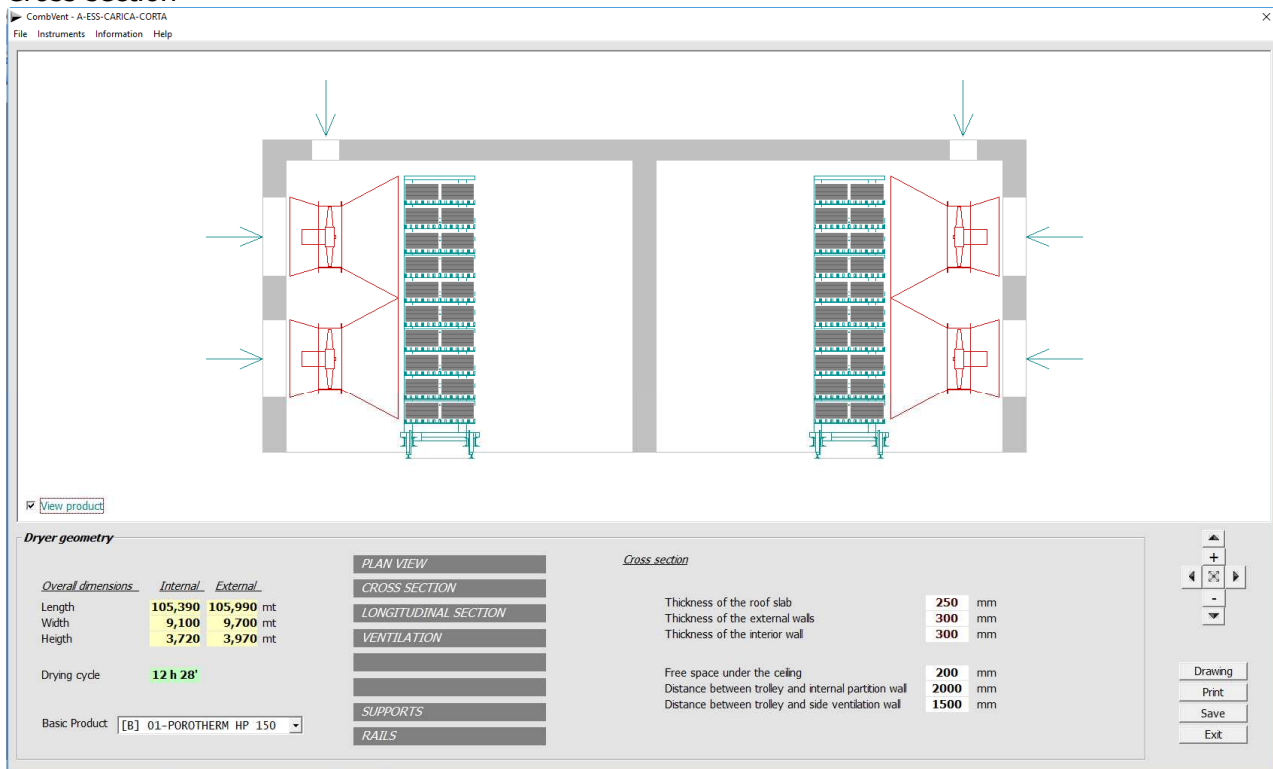 Cross section
CombVent - A-ESS-CARICA-CORTA
File Instruments Information Help
View product
Dryer geometry
Overall dimensions Internal External
Length 105,390 105,990 mt
Width 9,100 9,700 mt
Heigth 3,720 3,970 mt
Drying cycle 12 h 28'
Basic Product [B] 01-POROTHERM HP 150
PLAN VIEW
CROSS SECTION
LONGITUDINAL SECTION
VENTILATION
SUPPORTS
RAILS
Cross section
Thickness of the roof slab 250 mm
Thickness of the external walls 300 mm
Thickness of the interior wall 300 mm
Free space under the ceiling 200 mm
Distance between trolley and internal partition wall 2000 mm
Distance between trolley and side ventilation wall 1500 mm
+
-
Drawing
Print
Save
Exit